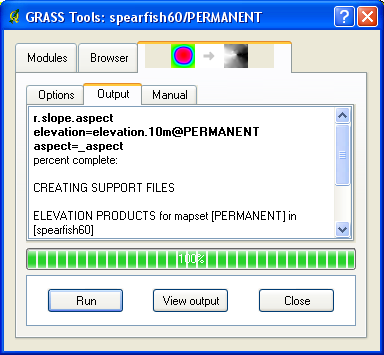 GRASS Tools: spearfish60/PERMANENT
Modules
Browser
Options
Output
Manual
r.slope.aspect
elevation=elevation.10m@PERMANENT
aspect=_aspect
percent complete:
CREATING SUPPORT FILES
ELEVATION PRODUCTS for mapset [PERMANENT] in
[spearfish60]
100%
Run
View output
Close